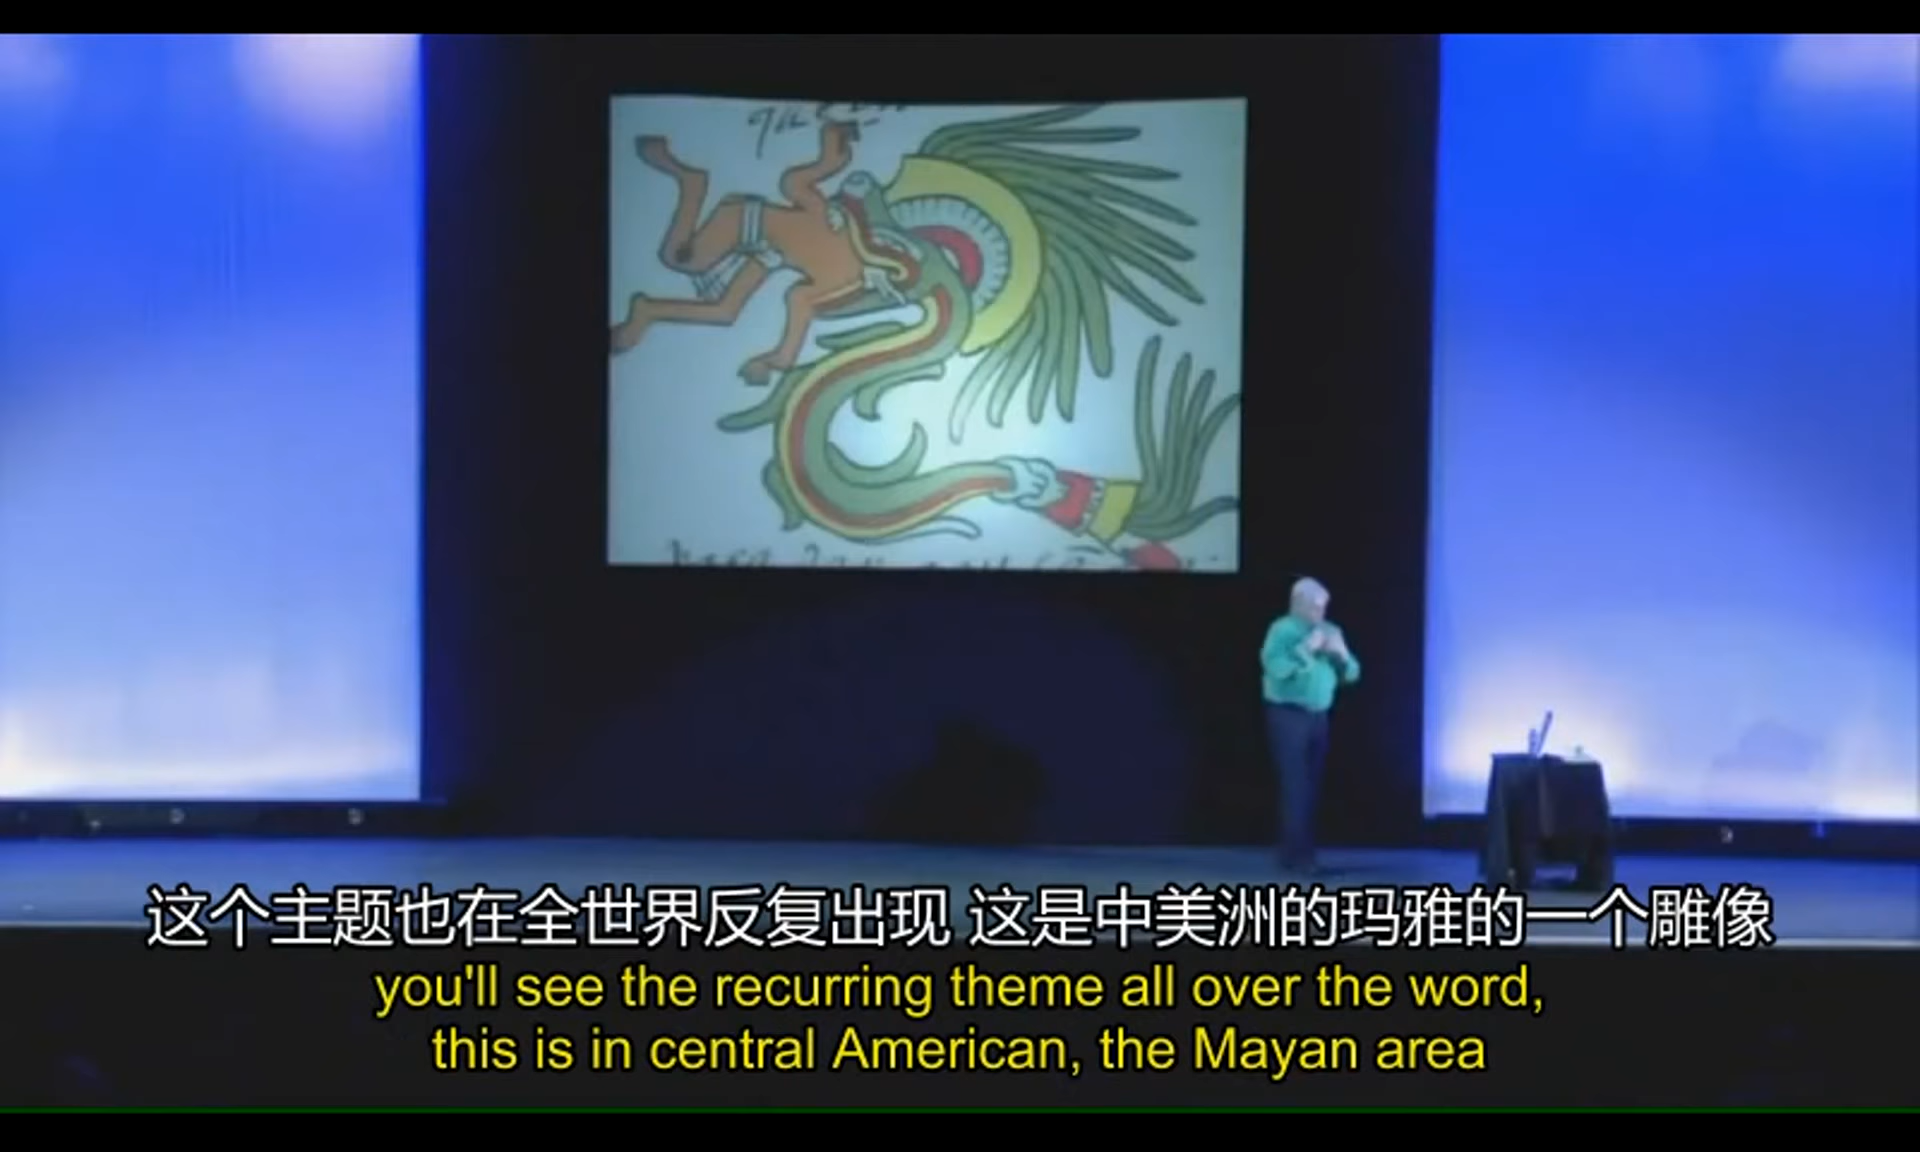 这个主题也在全世界反复出现 这是中美洲的玛雅的一个雕像
you'll see the recurring theme all over the word,
this is in central American, the Mayan area